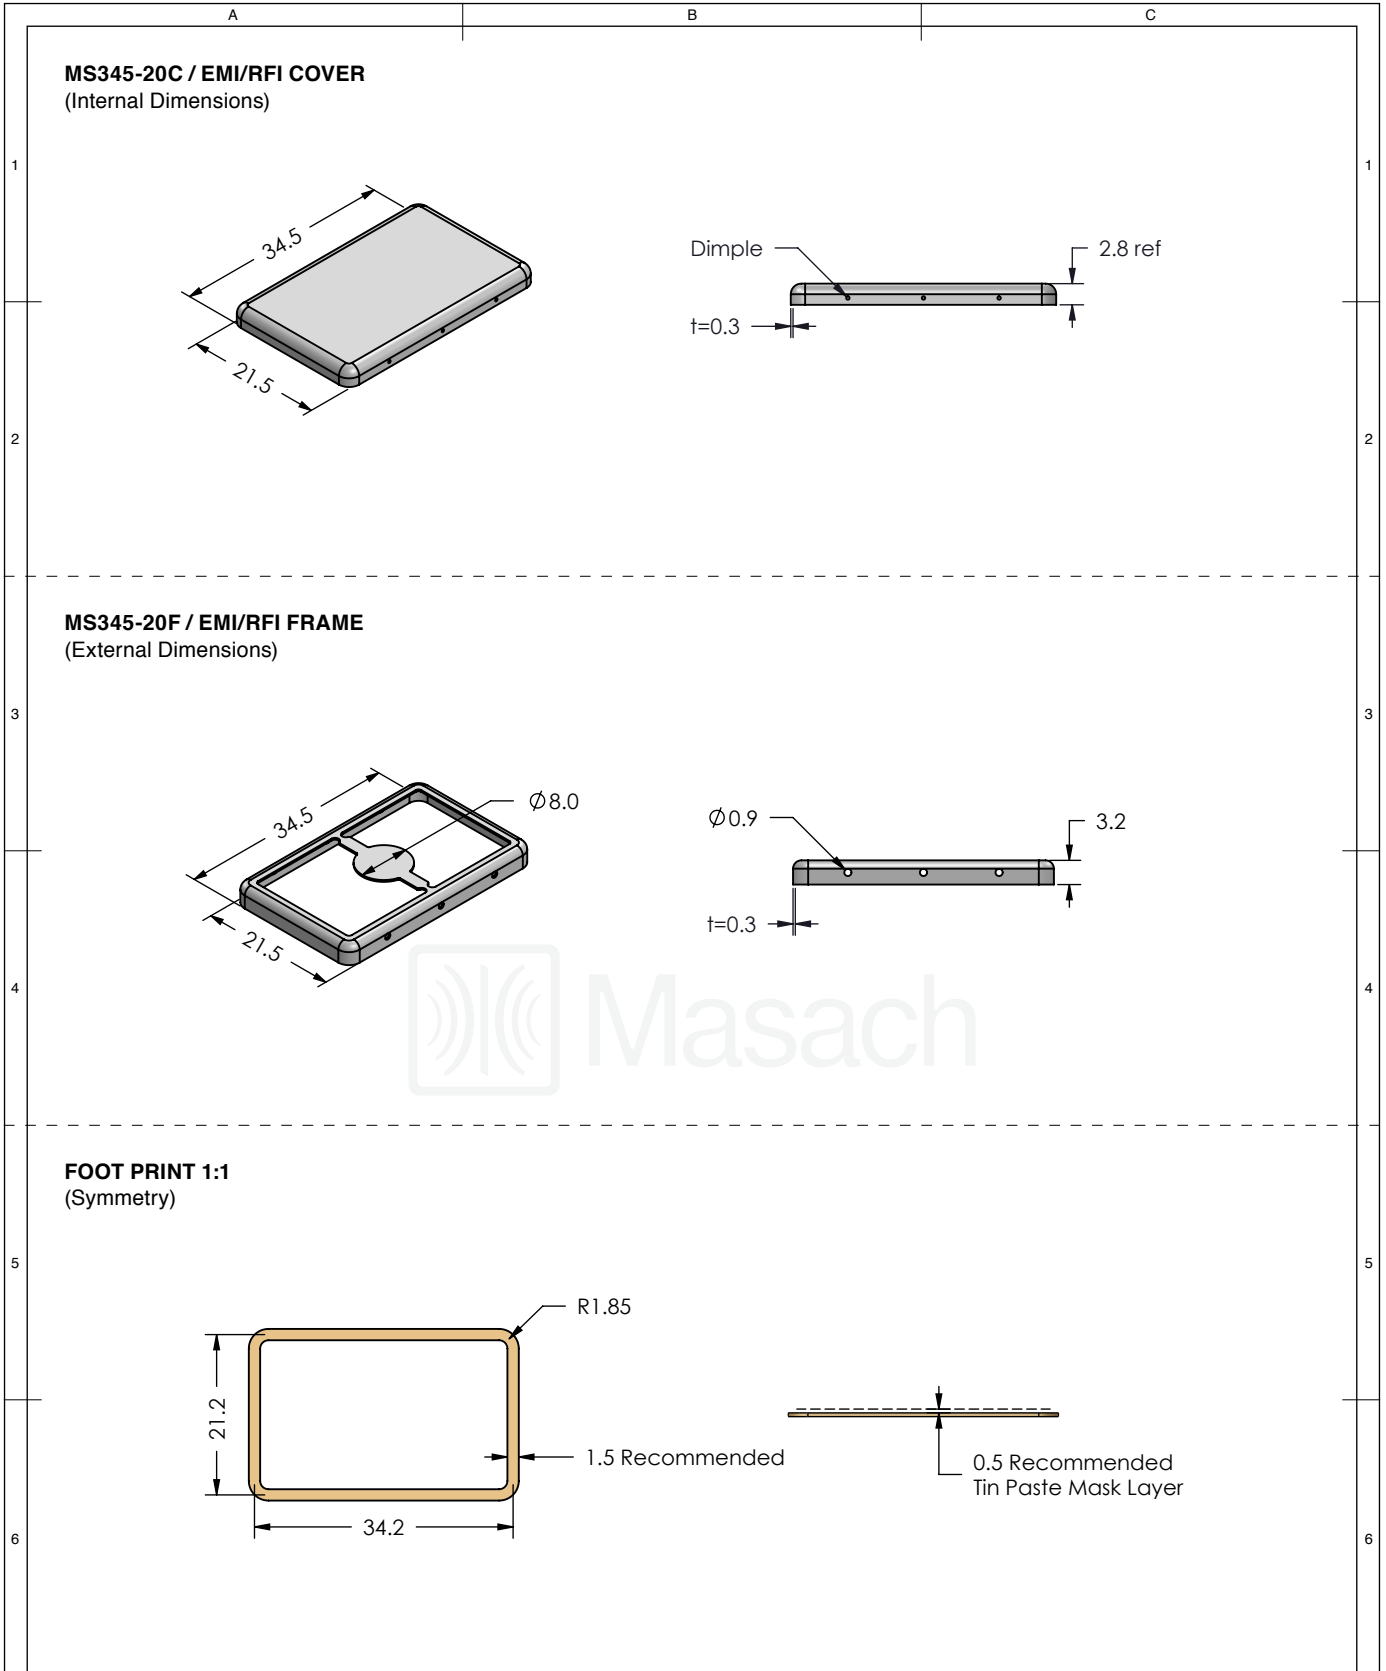 A B C
MS345-20C / EMI/RFI COVER
(Internal Dimensions)
1 1
34.5
21.5
Dimple
2.8 ref
t=0.3
2 2
MS345-20F / EMI/RFI FRAME
(External Dimensions)
3 3
34.5
Ø8.0
21.5
Ø0.9
3.2
t=0.3
4 4
Masach
FOOT PRINT 1:1
(Symmetry)
5 5
R1.85
21.2
1.5 Recommended
34.2
0.5 Recommended
Tin Paste Mask Layer
6 6